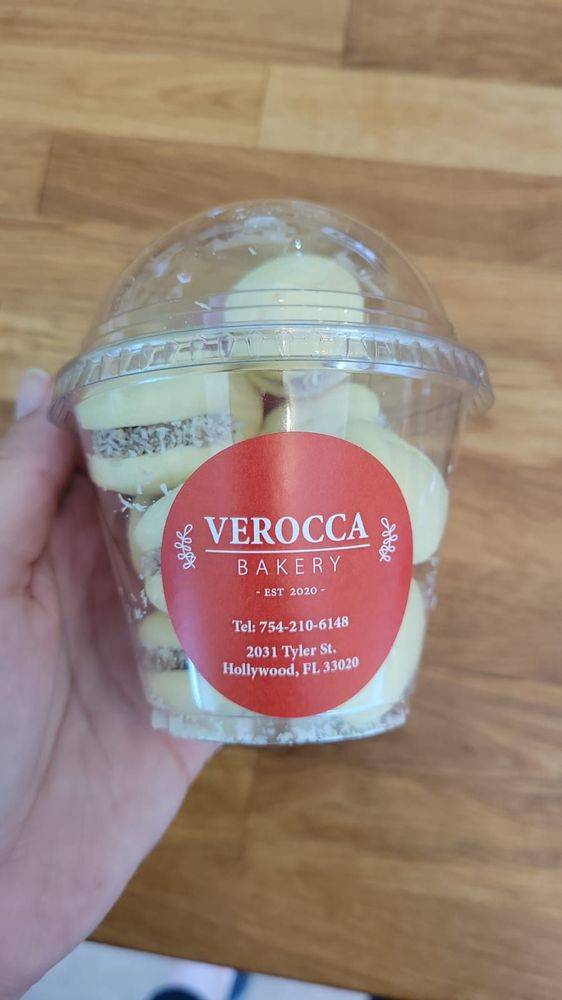 VEROCCA
BAKERY
- EST 2020 -
Tel: 754-210-6148
2031 Tyler St.
Hollywood, FL 33020